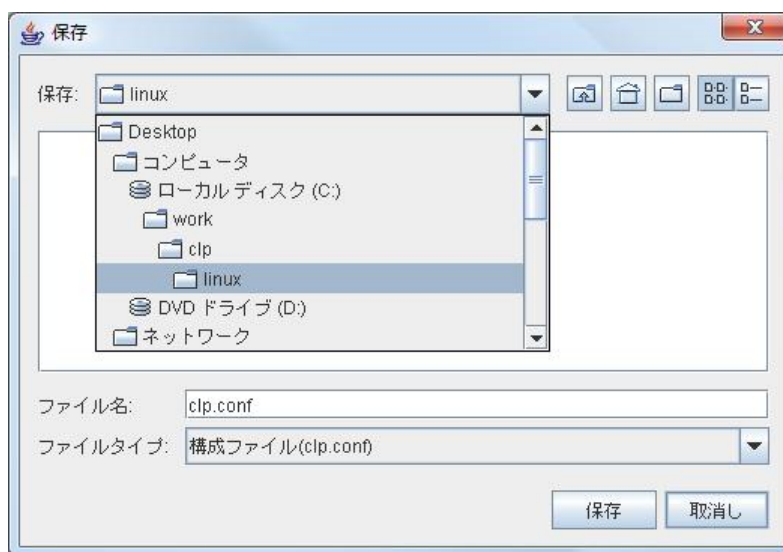 保存
保存: linux
Desktop
コンピュータ
ローカル ディスク (C:)
work
clp
linux
DVD ドライブ (D:)
ネットワーク
ファイル名: clp.conf
ファイルタイプ: 構成ファイル(clp.conf)
保存 取消し